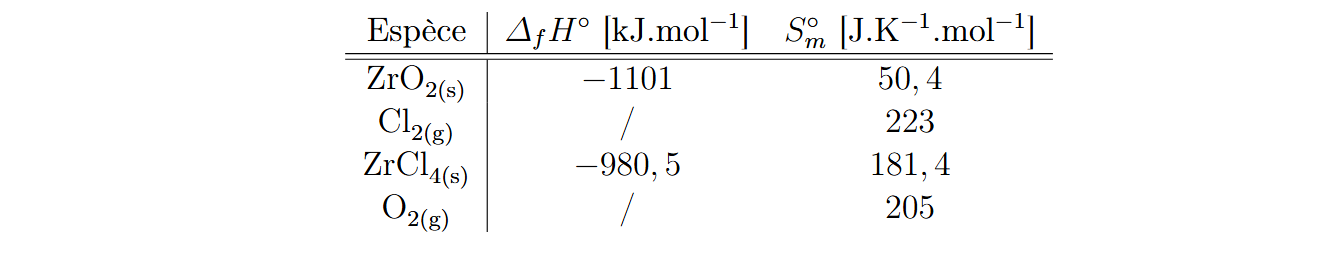 Espèce Δ_fH° [kJ.mol⁻¹] S°_m [J.K⁻¹.mol⁻¹]
ZrO₂₍ₛ₎ −1101 50,4
Cl₂(g) / 223
ZrCl₄₍ₛ₎ −980,5 181,4
O₂(g) / 205